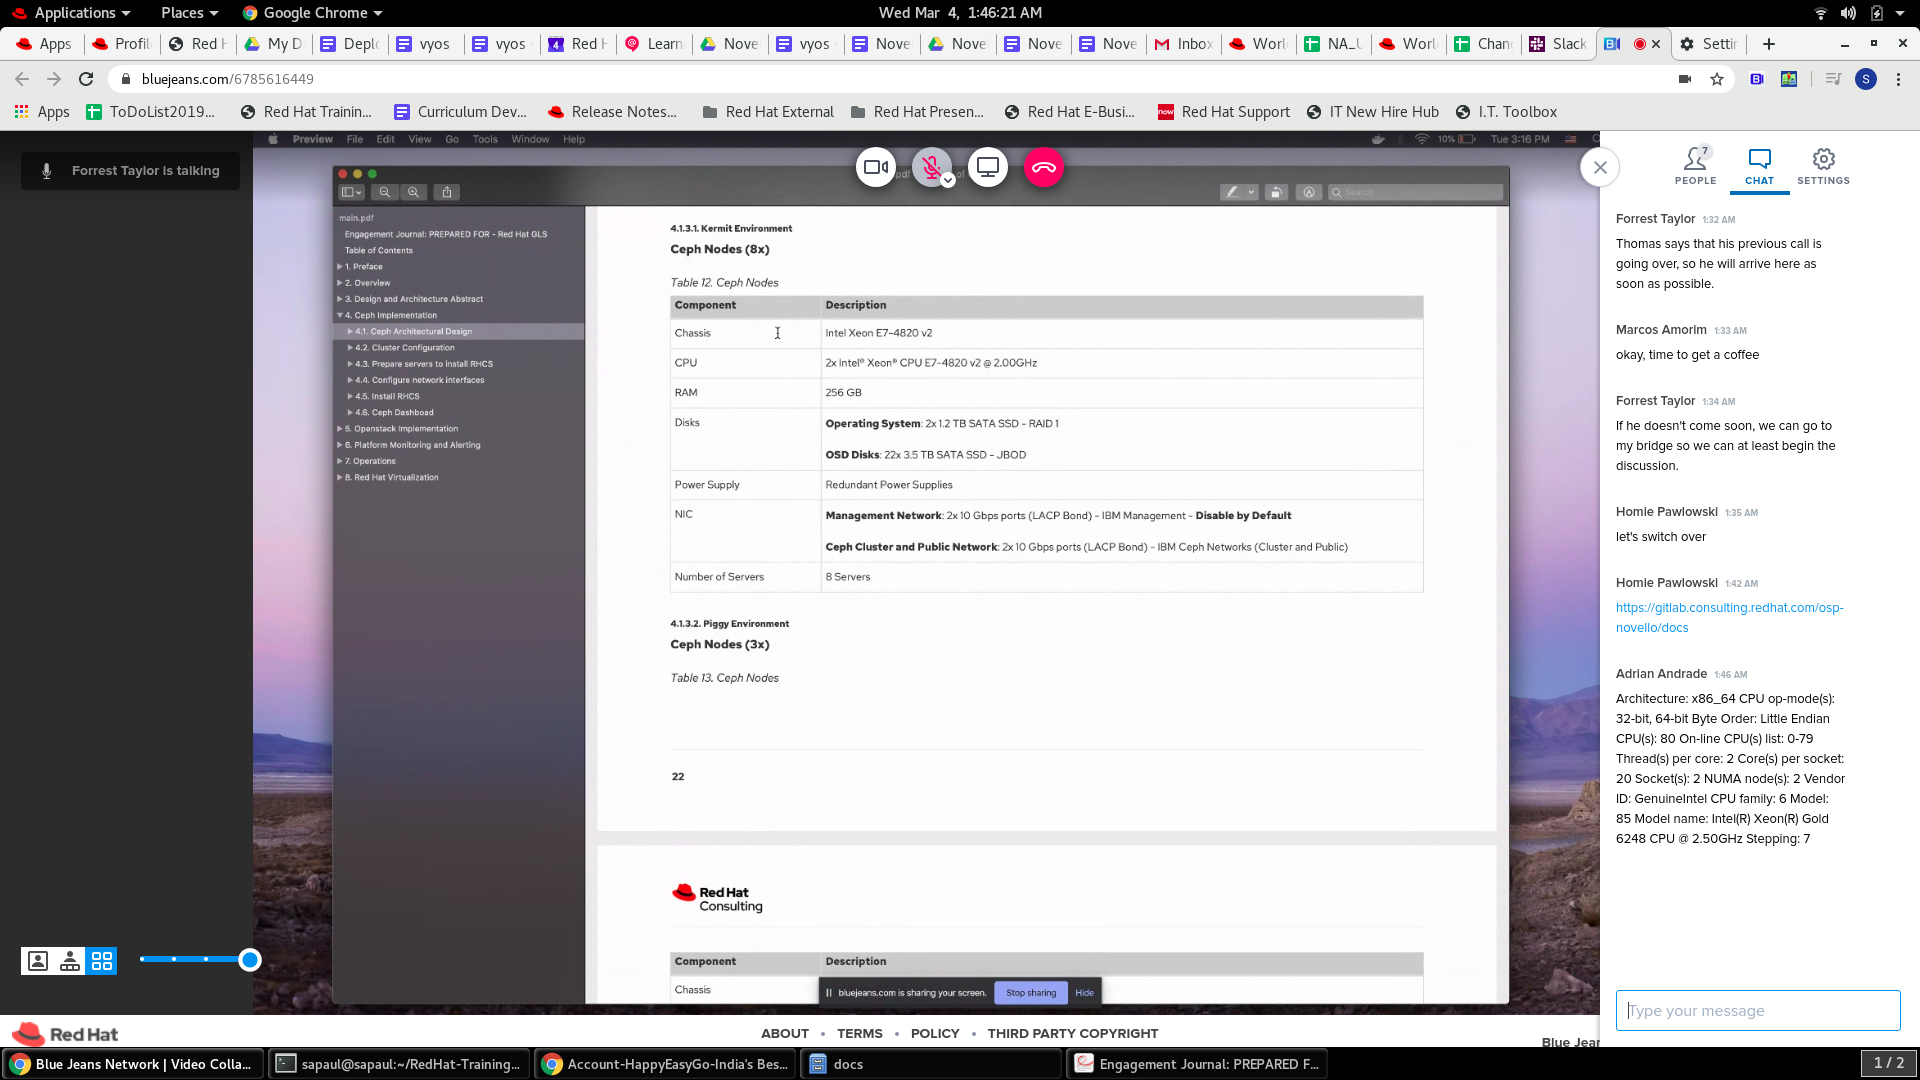 Applications
Places
Google Chrome
Wed Mar 4, 1:46:21 AM
Apps
Profil
Red H
My D
Deplo
vyos
vyos
Red H
Learn
Nove
vyos
Nove
Nove
Nove
Nove
Inbox
Worl
NA_L
Worl
Chan
Slack
Settin
bluejeans.com/6785616449
S
Apps
ToDoList2019...
Red Hat Trainin...
Curriculum Dev...
Release Notes...
Red Hat External
Red Hat Presen...
Red Hat E-Busi...
now
Red Hat Support
IT New Hire Hub
I.T. Toolbox
Forrest Taylor is talking
Preview File Edit View Go Tools Window Help
10%
Tue 3:16 PM
Search
main.pdf
Engagement Journal: PREPARED FOR - Red Hat GLS
Table of Contents
1. Preface
2. Overview
3. Design and Architecture Abstract
4. Ceph Implementation
4.1. Ceph Architectural Design
4.2. Cluster Configuration
4.3. Prepare servers to install RHCS
4.4. Configure network interfaces
4.5. Install RHCS
4.6. Ceph Dashboad
5. Openstack Implementation
6. Platform Monitoring and Alerting
7. Operations
8. Red Hat Virtualization
4.1.3.1. Kermit Environment
Ceph Nodes (8x)
Table 12. Ceph Nodes
Component Description
Chassis Intel Xeon E7-4820 v2
CPU 2x Intel® Xeon® CPU E7-4820 v2 @ 2.00GHz
RAM 256 GB
Disks Operating System: 2x 1.2 TB SATA SSD - RAID 1
OSD Disks: 22x 3.5 TB SATA SSD - JBOD
Power Supply Redundant Power Supplies
NIC Management Network: 2x 10 Gbps ports (LACP Bond) - IBM Management - Disable by Default
Ceph Cluster and Public Network: 2x 10 Gbps ports (LACP Bond) - IBM Ceph Networks (Cluster and Public)
Number of Servers 8 Servers
4.1.3.2. Piggy Environment
Ceph Nodes (3x)
Table 13. Ceph Nodes
22
Red Hat
Consulting
Component Description
Chassis
bluejeans.com is sharing your screen. Stop sharing Hide
7
PEOPLE CHAT SETTINGS
Forrest Taylor 1:32 AM
Thomas says that his previous call is
going over, so he will arrive here as
soon as possible.
Marcos Amorim 1:33 AM
okay, time to get a coffee
Forrest Taylor 1:34 AM
If he doesn't come soon, we can go to
my bridge so we can at least begin the
discussion.
Homie Pawlowski 1:35 AM
let's switch over
Homie Pawlowski 1:42 AM
https://gitlab.consulting.redhat.com/osp-
novello/docs
Adrian Andrade 1:46 AM
Architecture: x86_64 CPU op-mode(s):
32-bit, 64-bit Byte Order: Little Endian
CPU(s): 80 On-line CPU(s) list: 0-79
Thread(s) per core: 2 Core(s) per socket:
20 Socket(s): 2 NUMA node(s): 2 Vendor
ID: GenuineIntel CPU family: 6 Model:
85 Model name: Intel(R) Xeon(R) Gold
6248 CPU @ 2.50GHz Stepping: 7
Type your message
Red Hat
ABOUT • TERMS • POLICY • THIRD PARTY COPYRIGHT
Blue Jean
Blue Jeans Network | Video Colla...
sapaul@sapaul:~/RedHat-Training...
Account-HappyEasyGo-India's Bes...
docs
Engagement Journal: PREPARED F...
1 / 2